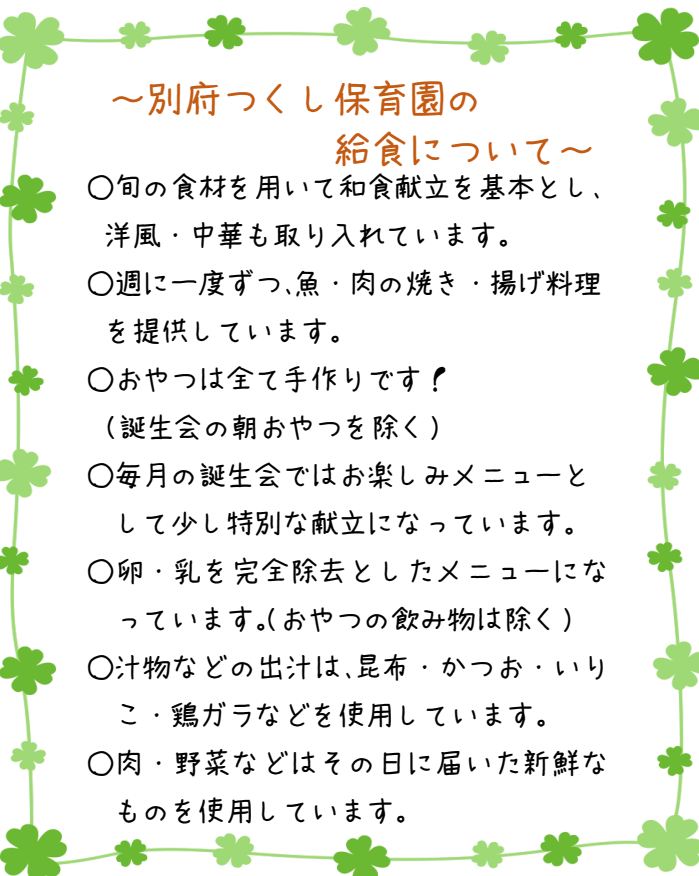 ～別府つくし保育園の
給食について～
〇旬の食材を用いて和食献立を基本とし、
洋風・中華も取り入れています。
〇週に一度ずつ、魚・肉の焼き・揚げ料理
を提供しています。
〇おやつは全て手作りです！
（誕生会の朝おやつを除く）
〇毎月の誕生会ではお楽しみメニューと
して少し特別な献立になっています。
〇卵・乳を完全除去としたメニューにな
っています。（おやつの飲み物は除く）
〇汁物などの出汁は、昆布・かつお・いり
こ・鶏ガラなどを使用しています。
〇肉・野菜などはその日に届いた新鮮な
ものを使用しています。